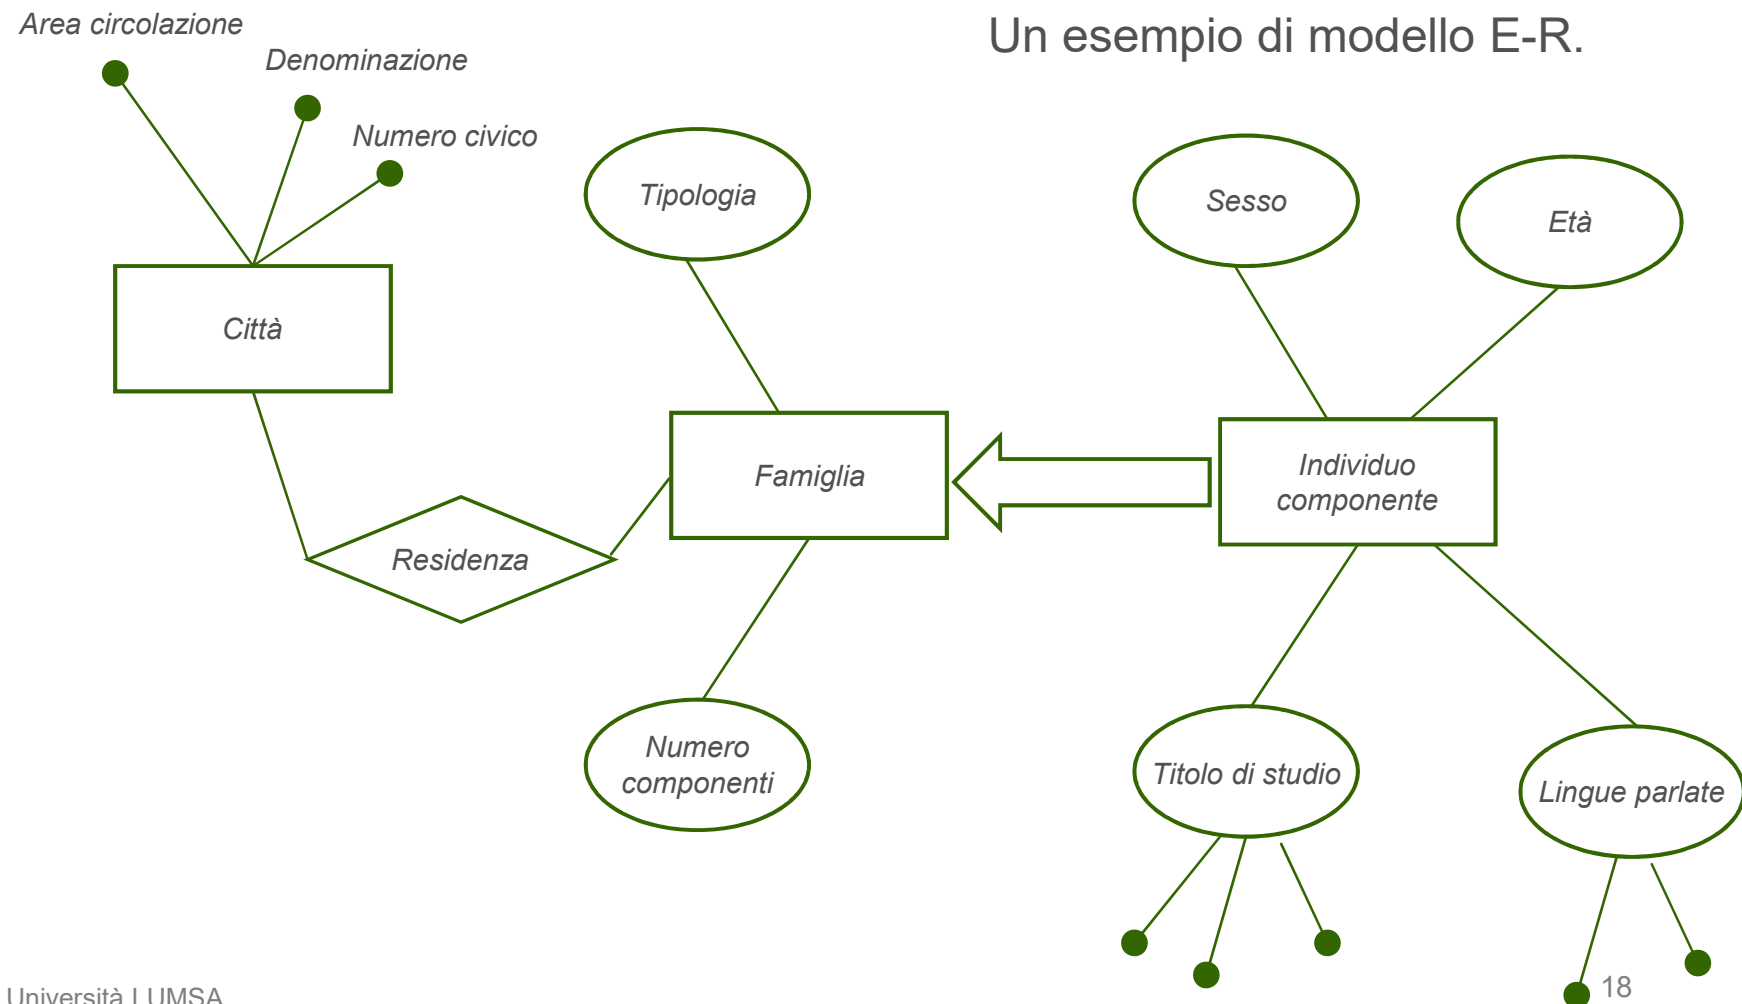 Un esempio di modello E-R.
Area circolazione
Denominazione
Numero civico
Tipologia
Sesso
Età
Città
Famiglia
Individuo
componente
Residenza
Numero
componenti
Titolo di studio
Lingue parlate
Università LUMSA
18